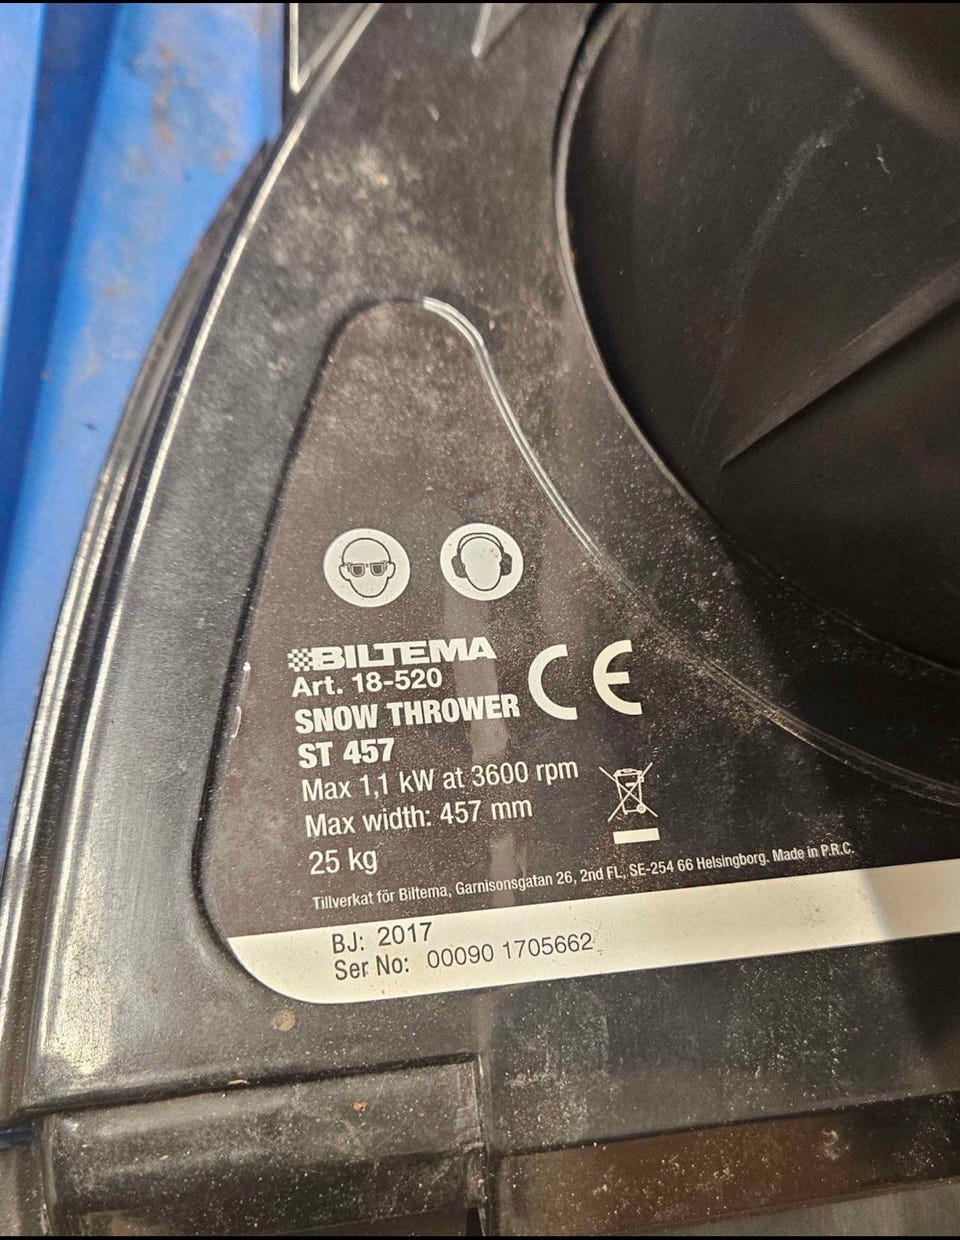 BILTEMA
Art. 18-520
SNOW THROWER
ST 457
CE
Max 1,1 kW at 3600 rpm
Max width: 457 mm
25 kg
Tillverkat för Biltema, Garnisonsgatan 26, 2nd FL, SE-254 66 Helsingborg. Made in P.R.C.
BJ: 2017
Ser No: 00090 1705662